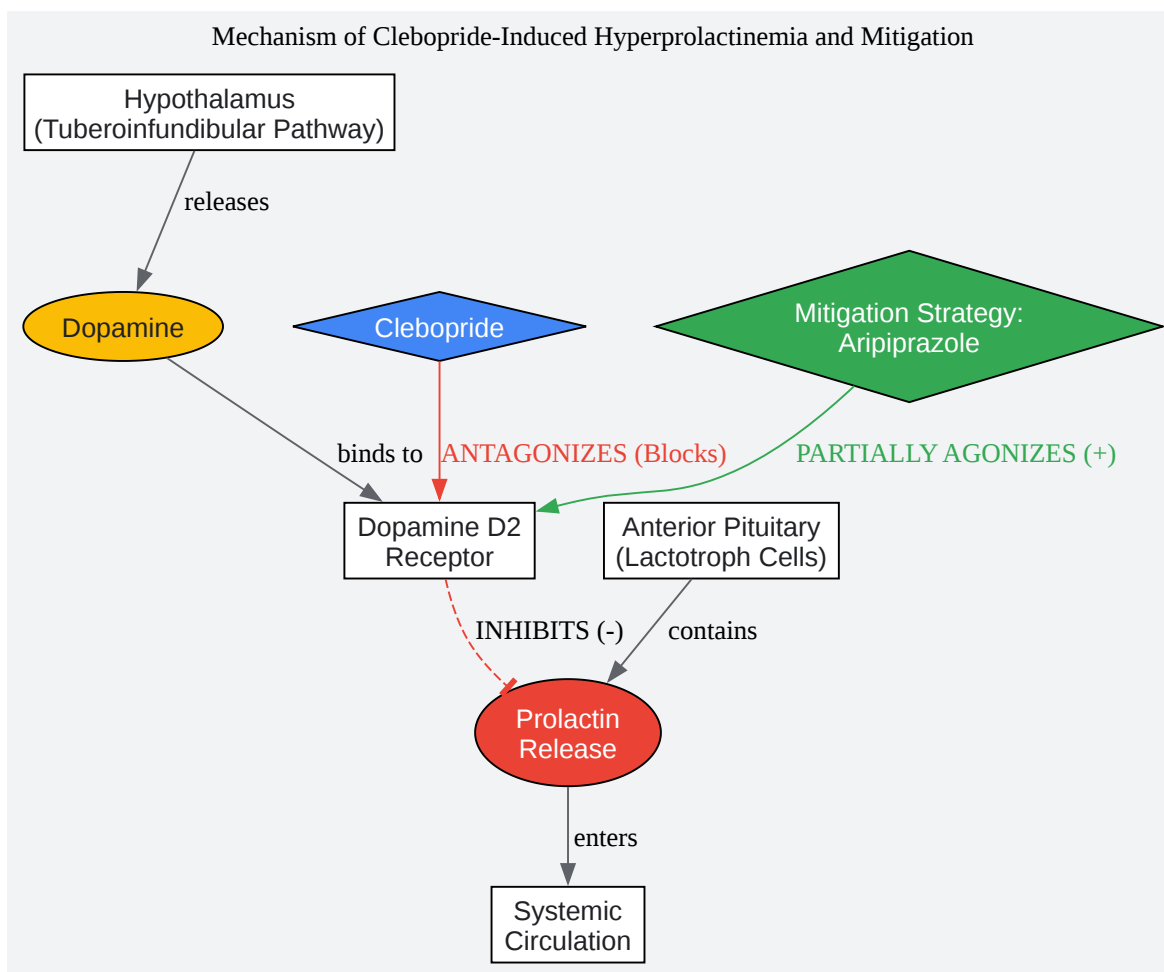 Mechanism of Clebopride-Induced Hyperprolactinemia and Mitigation
Hypothalamus
(Tuberoinfundibular Pathway)
releases
Dopamine
Clebopride
Mitigation Strategy:
Aripiprazole
binds to
ANTAGONIZES (Blocks)
PARTIALLY AGONIZES (+)
Dopamine D2
Receptor
Anterior Pituitary
(Lactotroph Cells)
INHIBITS (-)
contains
Prolactin
Release
enters
Systemic
Circulation